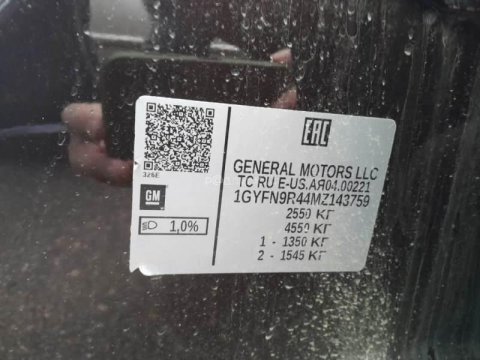 EAC
GENERAL MOTORS LLC
TC RU E-US.АЯ04.00221
1GYFN9R44MZ143759
2550 КГ
4550 КГ
1 - 1350 КГ
2 - 1545 КГ
326E
GM
1,0%